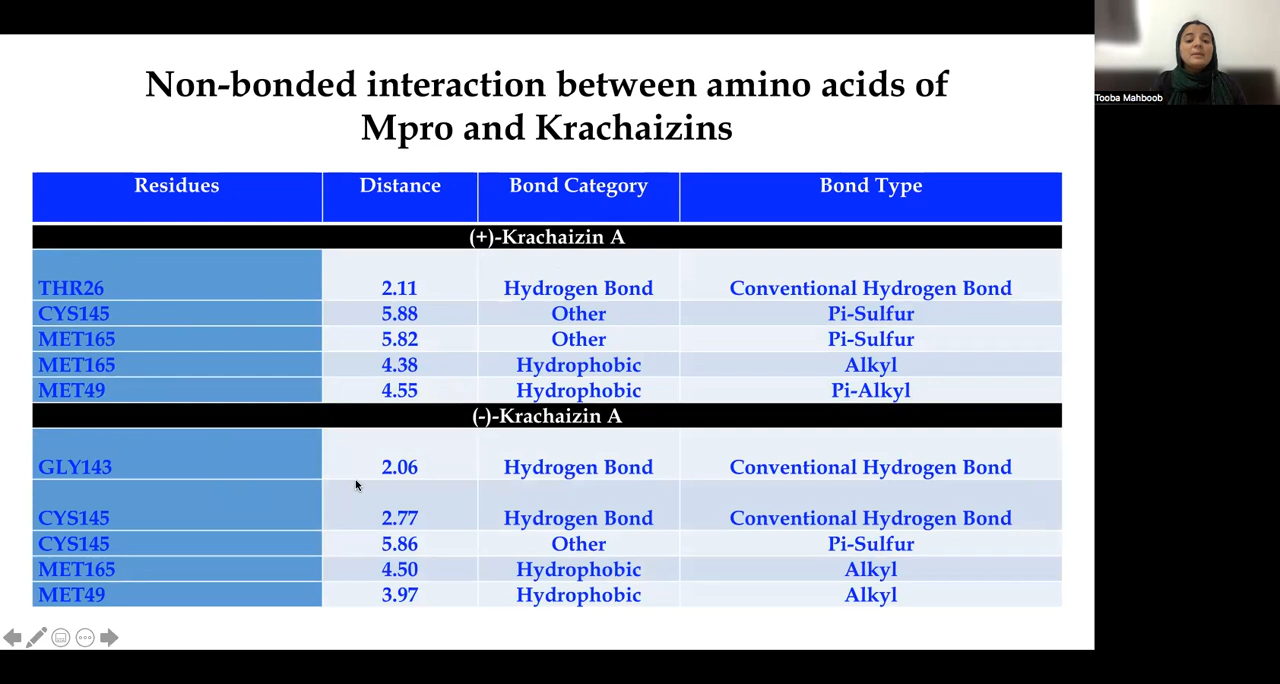 Non-bonded interaction between amino acids of
Mpro and Krachaizins
Tooba Mahboob
Residues Distance Bond Category Bond Type
(+)-Krachaizin A
THR26 2.11 Hydrogen Bond Conventional Hydrogen Bond
CYS145 5.88 Other Pi-Sulfur
MET165 5.82 Other Pi-Sulfur
MET165 4.38 Hydrophobic Alkyl
MET49 4.55 Hydrophobic Pi-Alkyl
(-)-Krachaizin A
GLY143 2.06 Hydrogen Bond Conventional Hydrogen Bond
CYS145 2.77 Hydrogen Bond Conventional Hydrogen Bond
CYS145 5.86 Other Pi-Sulfur
MET165 4.50 Hydrophobic Alkyl
MET49 3.97 Hydrophobic Alkyl